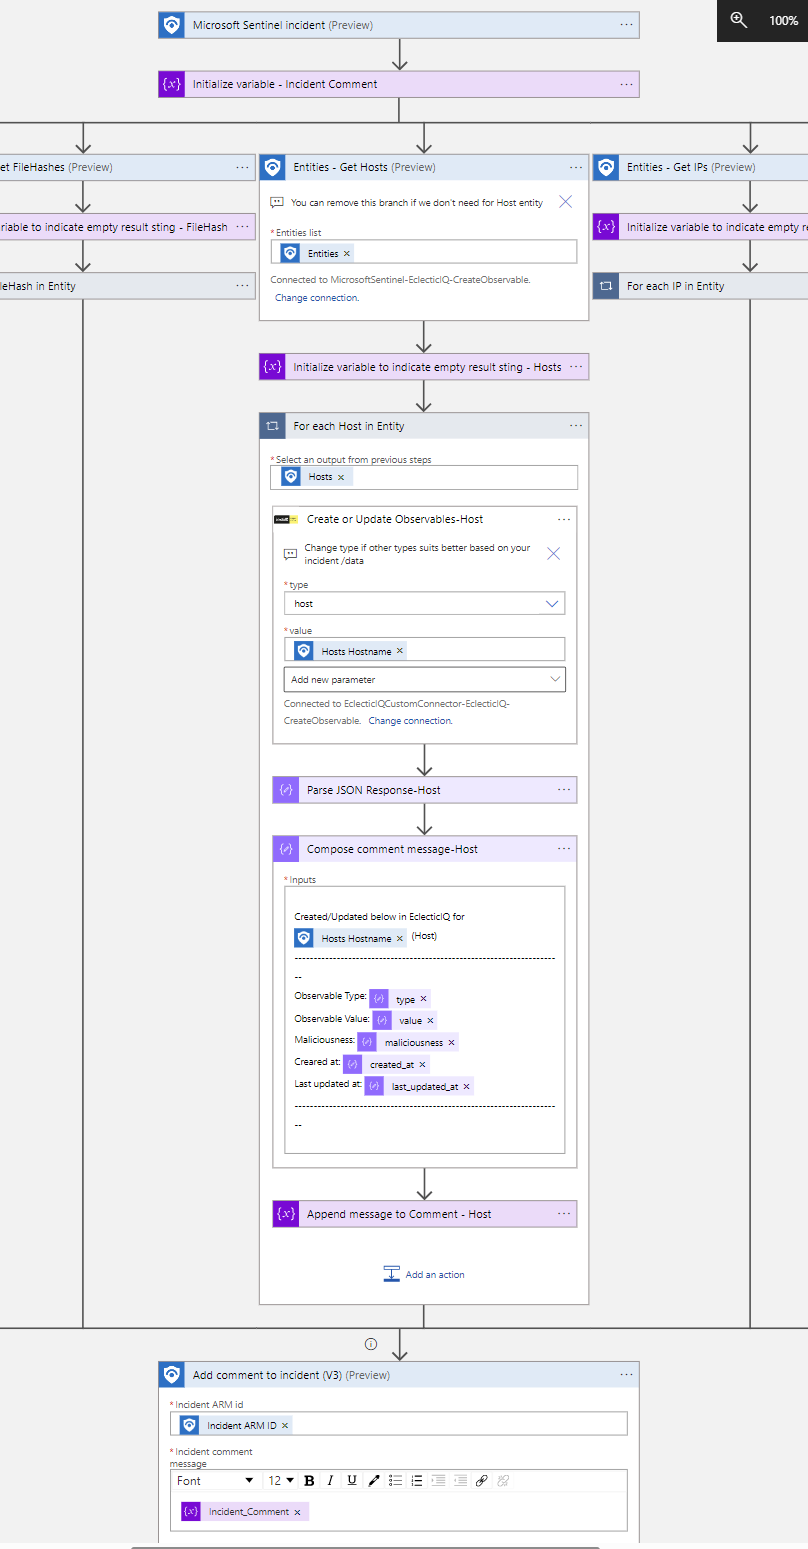 Microsoft Sentinel incident (Preview)
100%
Initialize variable - Incident Comment
et FileHashes (Preview)
Entities - Get Hosts (Preview)
Entities - Get IPs (Preview)
You can remove this branch if we don't need for Host entity
riable to indicate empty result sting - FileHash
* Entities list
Entities ×
Initialize variable to indicate empty re
Connected to MicrosoftSentinel-EclecticIQ-CreateObservable.
Change connection.
leHash in Entity
For each IP in Entity
Initialize variable to indicate empty result sting - Hosts
For each Host in Entity
* Select an output from previous steps
Hosts ×
Create or Update Observables-Host
Change type if other types suits better based on your
incident /data
* type
host
* value
Hosts Hostname ×
Add new parameter
Connected to EclecticIQCustomConnector-EclecticIQ-
CreateObservable. Change connection.
Parse JSON Response-Host
Compose comment message-Host
* Inputs
Created/Updated below in EclecticIQ for
Hosts Hostname × (Host)
--------------------------------------------------------------------
--
Observable Type: type ×
Observable Value: value ×
Maliciousness: maliciousness ×
Creared at: created_at ×
Last updated at: last_updated_at ×
--------------------------------------------------------------------
--
Append message to Comment - Host
Add an action
Add comment to incident (V3) (Preview)
* Incident ARM id
Incident ARM ID ×
* Incident comment
message
Font 12 B I U
Incident_Comment ×